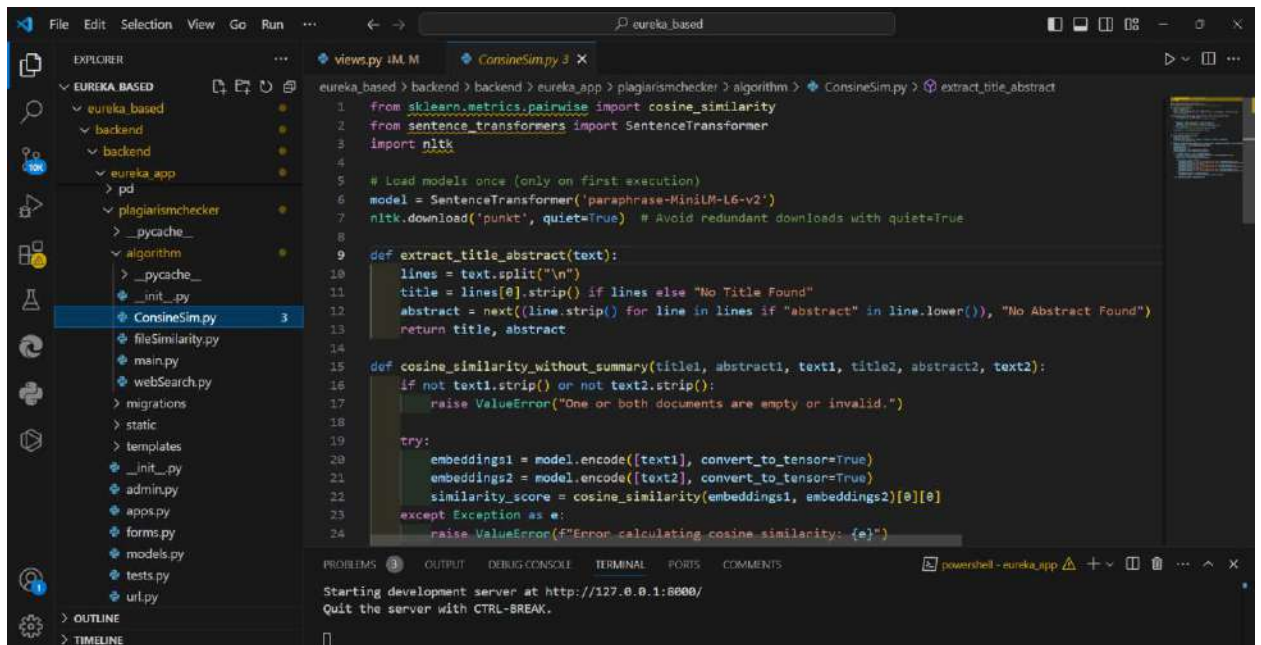 File Edit Selection View Go Run ... eureka_based
EXPLORER
EUREKA_BASED
eureka_based
backend
backend
eureka_app
pd
plagiarismchecker
__pycache__
algorithm
__pycache__
__init__.py
ConsineSim.py 3
fileSimilarity.py
main.py
webSearch.py
migrations
static
templates
__init__.py
admin.py
apps.py
forms.py
models.py
tests.py
url.py
OUTLINE
TIMELINE
10K
1
views.py ↓M, M ConsineSim.py 3
eureka_based > backend > backend > eureka_app > plagiarismchecker > algorithm > ConsineSim.py > extract_title_abstract
1 from sklearn.metrics.pairwise import cosine_similarity
2 from sentence_transformers import SentenceTransformer
3 import nltk
4
5 # Load models once (only on first execution)
6 model = SentenceTransformer('paraphrase-MiniLM-L6-v2')
7 nltk.download('punkt', quiet=True) # Avoid redundant downloads with quiet=True
8
9 def extract_title_abstract(text):
10 lines = text.split("\n")
11 title = lines[0].strip() if lines else "No Title Found"
12 abstract = next((line.strip() for line in lines if "abstract" in line.lower()), "No Abstract Found")
13 return title, abstract
14
15 def cosine_similarity_without_summary(title1, abstract1, text1, title2, abstract2, text2):
16 if not text1.strip() or not text2.strip():
17 raise ValueError("One or both documents are empty or invalid.")
18
19 try:
20 embeddings1 = model.encode([text1], convert_to_tensor=True)
21 embeddings2 = model.encode([text2], convert_to_tensor=True)
22 similarity_score = cosine_similarity(embeddings1, embeddings2)[0][0]
23 except Exception as e:
24 raise ValueError(f"Error calculating cosine similarity: {e}")
PROBLEMS 3 OUTPUT DEBUG CONSOLE TERMINAL PORTS COMMENTS powershell - eureka_app
Starting development server at http://127.0.0.1:8000/
Quit the server with CTRL-BREAK.